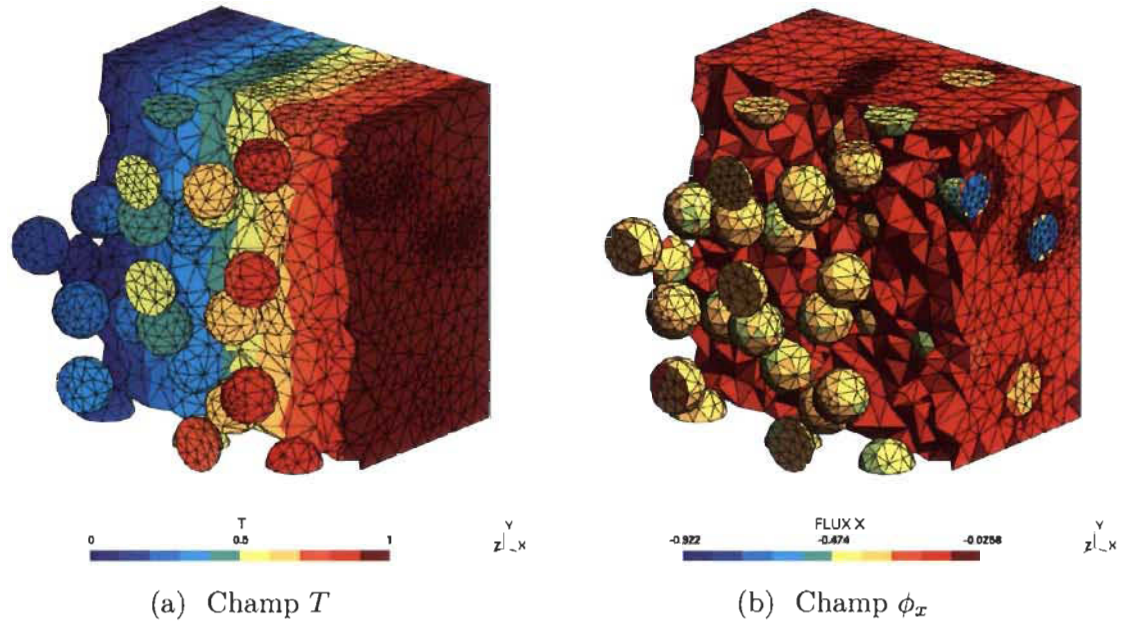 T
0 0.5 1
Y
Z X
(a) Champ T
FLUX X
-0.922 -0.474 -0.0258
Y
Z X
(b) Champ ϕx